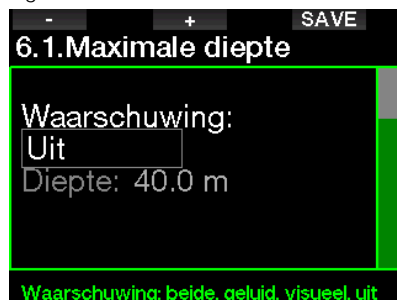 - + SAVE
6.1.Maximale diepte
Waarschuwing:
Uit
Diepte: 40.0 m
Waarschuwing: beide, geluid, visueel, uit